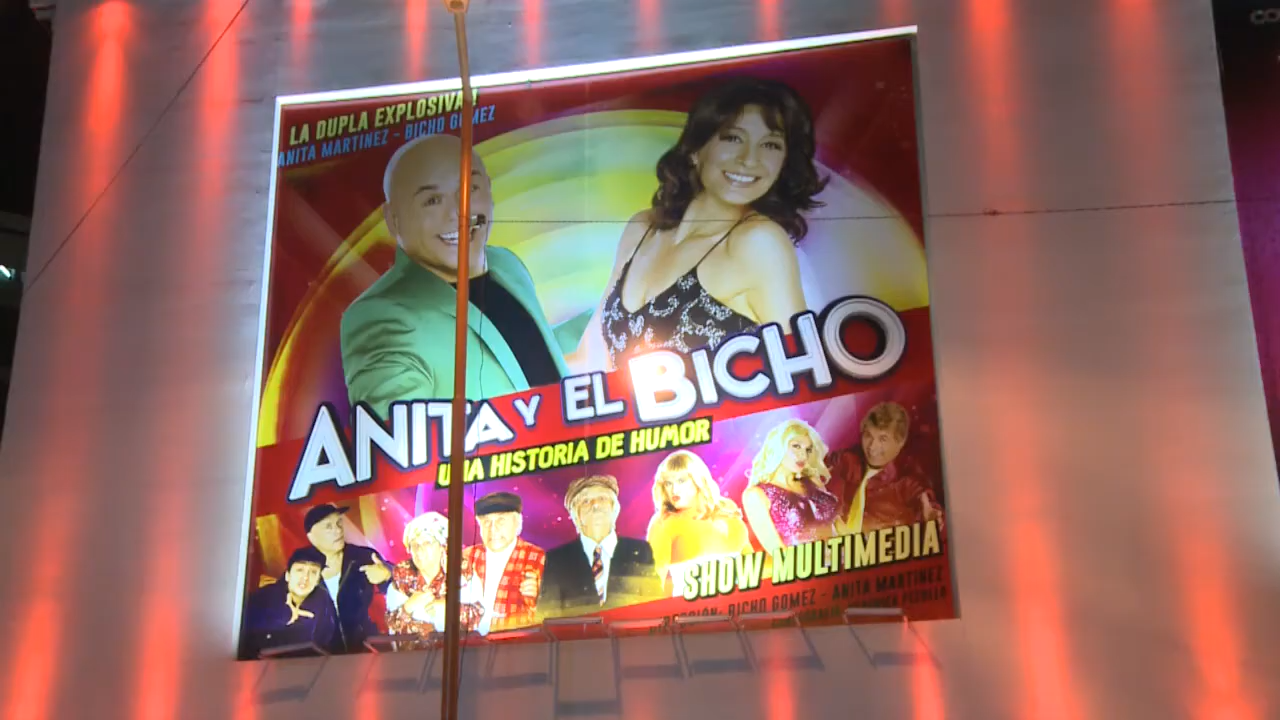 LA DUPLA EXPLOSIVA!
ANITA MARTINEZ - BICHO GOMEZ
ANITA Y EL BICHO
UNA HISTORIA DE HUMOR
SHOW MULTIMEDIA
BICHO GOMEZ - ANITA MARTINEZ